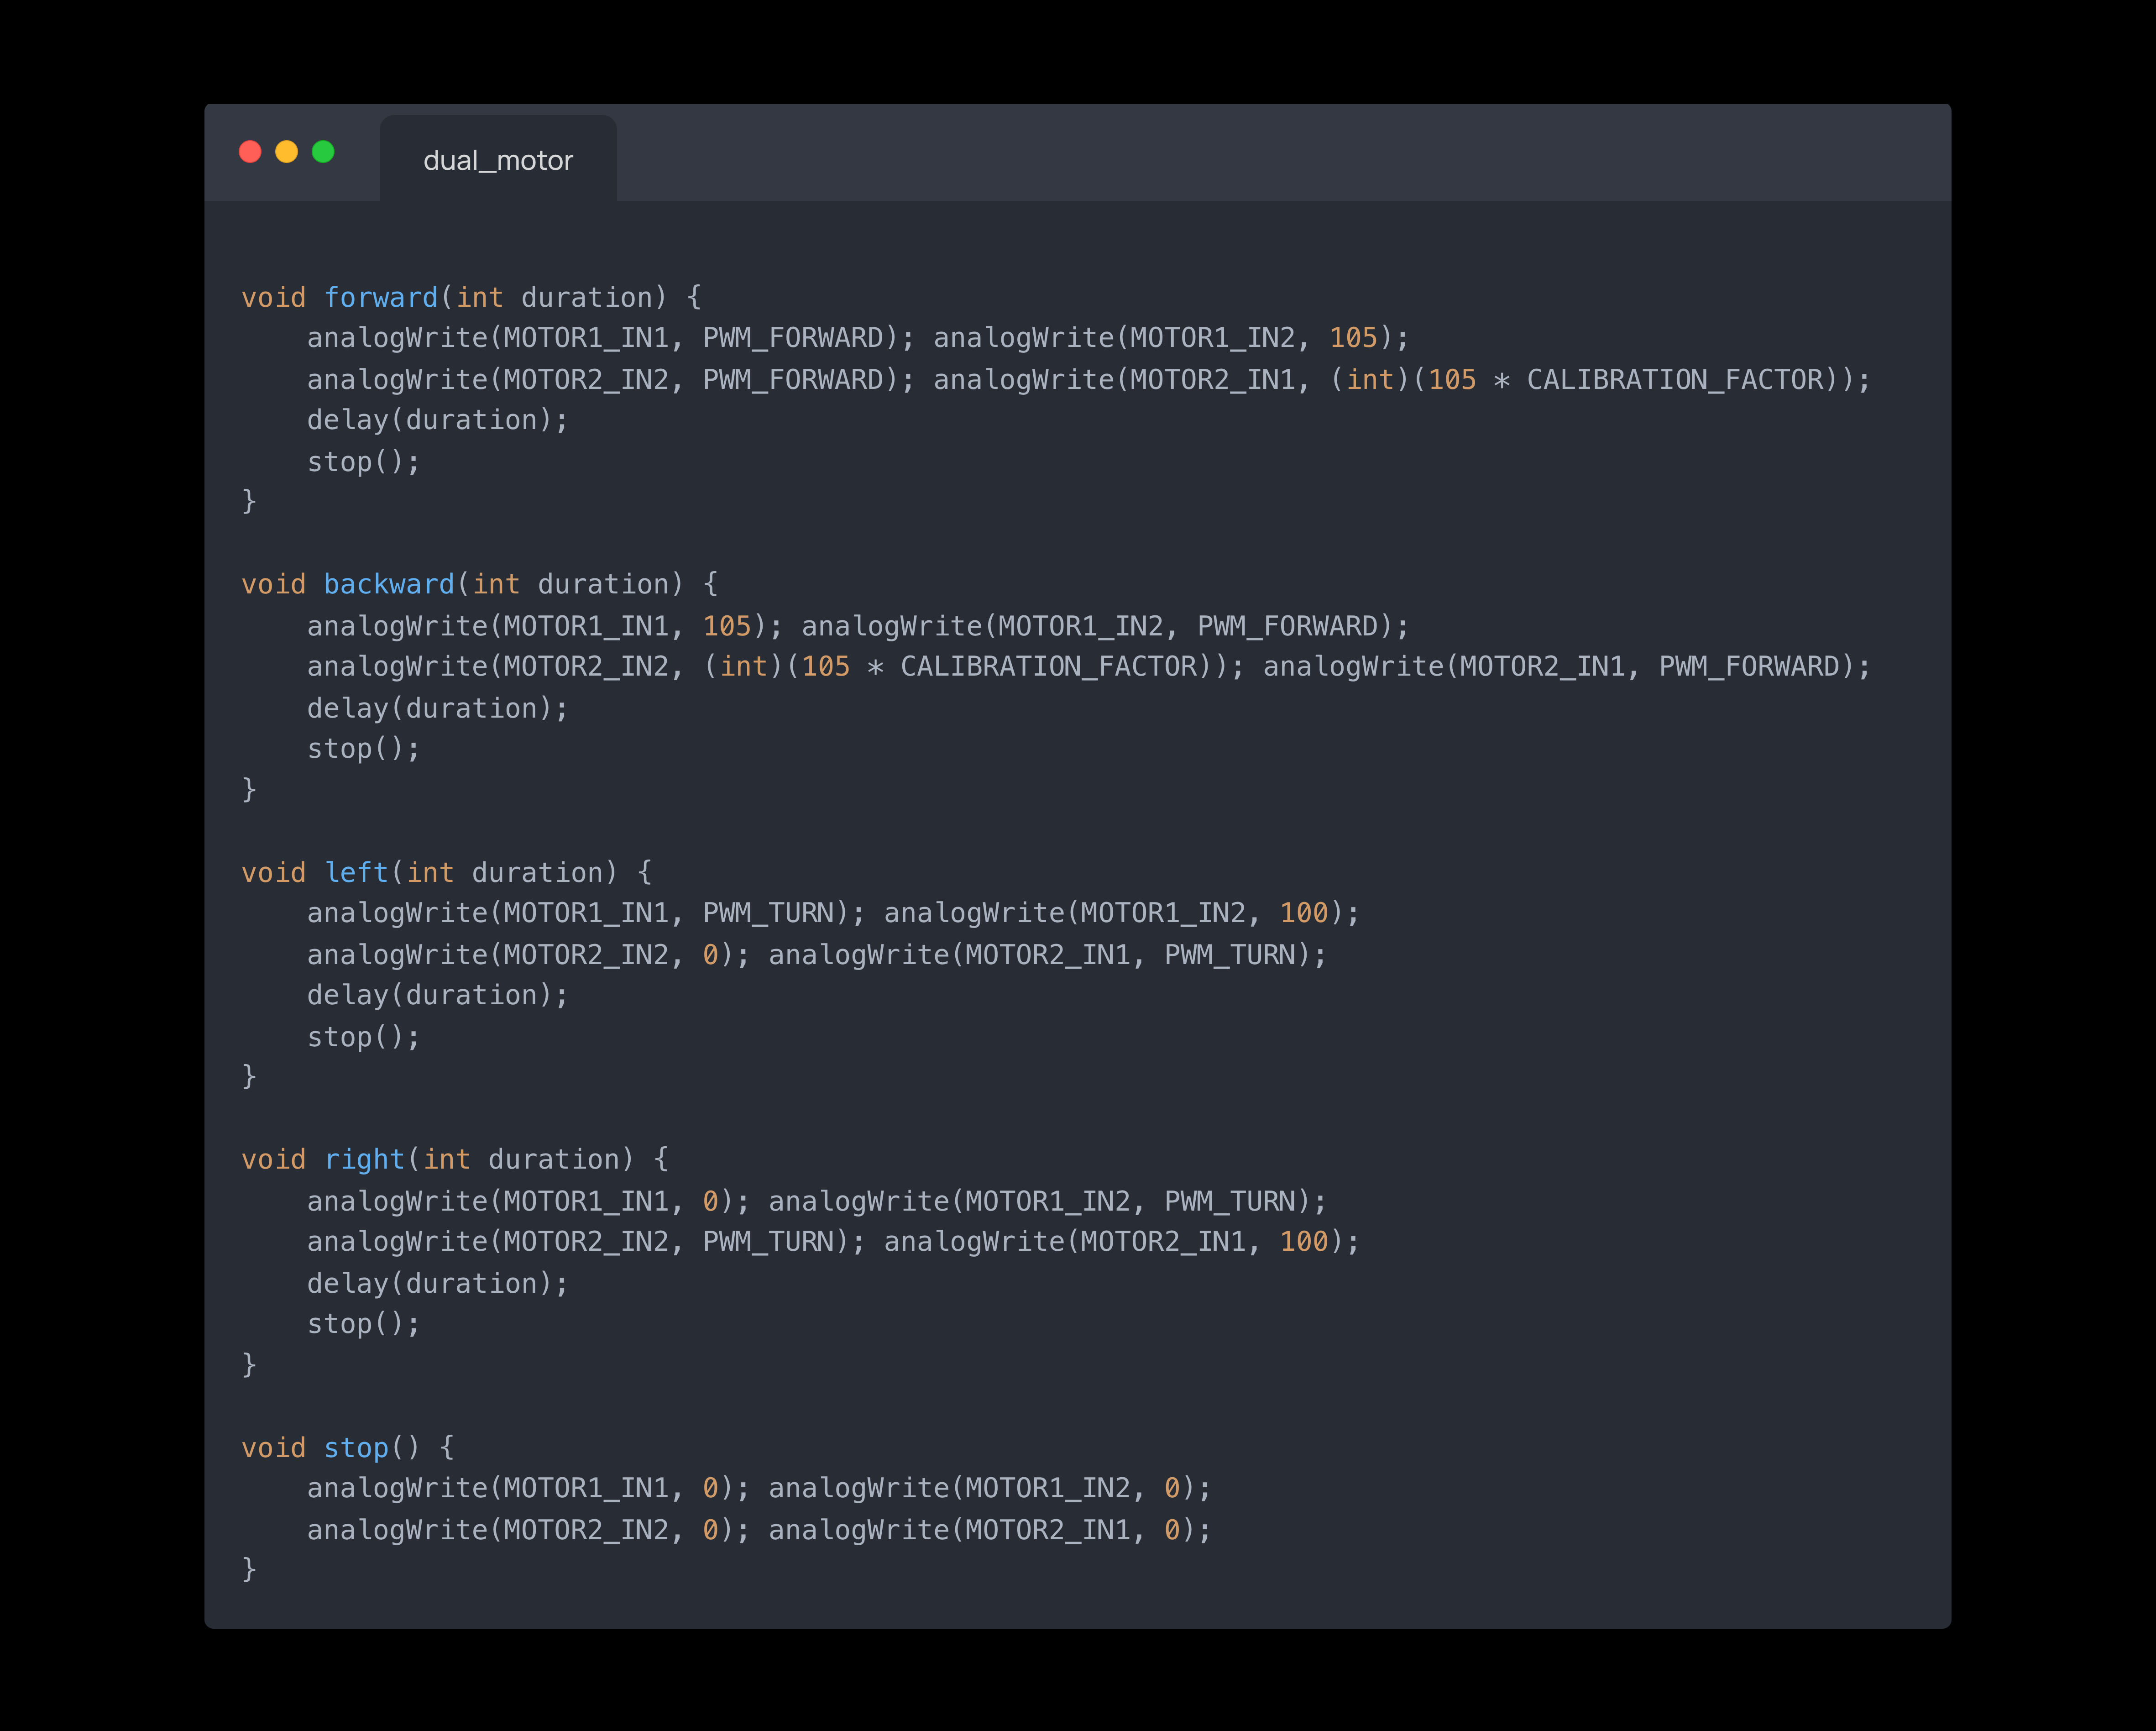 dual_motor
void forward(int duration) {
    analogWrite(MOTOR1_IN1, PWM_FORWARD); analogWrite(MOTOR1_IN2, 105);
    analogWrite(MOTOR2_IN2, PWM_FORWARD); analogWrite(MOTOR2_IN1, (int)(105 * CALIBRATION_FACTOR));
    delay(duration);
    stop();
}
void backward(int duration) {
    analogWrite(MOTOR1_IN1, 105); analogWrite(MOTOR1_IN2, PWM_FORWARD);
    analogWrite(MOTOR2_IN2, (int)(105 * CALIBRATION_FACTOR)); analogWrite(MOTOR2_IN1, PWM_FORWARD);
    delay(duration);
    stop();
}
void left(int duration) {
    analogWrite(MOTOR1_IN1, PWM_TURN); analogWrite(MOTOR1_IN2, 100);
    analogWrite(MOTOR2_IN2, 0); analogWrite(MOTOR2_IN1, PWM_TURN);
    delay(duration);
    stop();
}
void right(int duration) {
    analogWrite(MOTOR1_IN1, 0); analogWrite(MOTOR1_IN2, PWM_TURN);
    analogWrite(MOTOR2_IN2, PWM_TURN); analogWrite(MOTOR2_IN1, 100);
    delay(duration);
    stop();
}
void stop() {
    analogWrite(MOTOR1_IN1, 0); analogWrite(MOTOR1_IN2, 0);
    analogWrite(MOTOR2_IN2, 0); analogWrite(MOTOR2_IN1, 0);
}